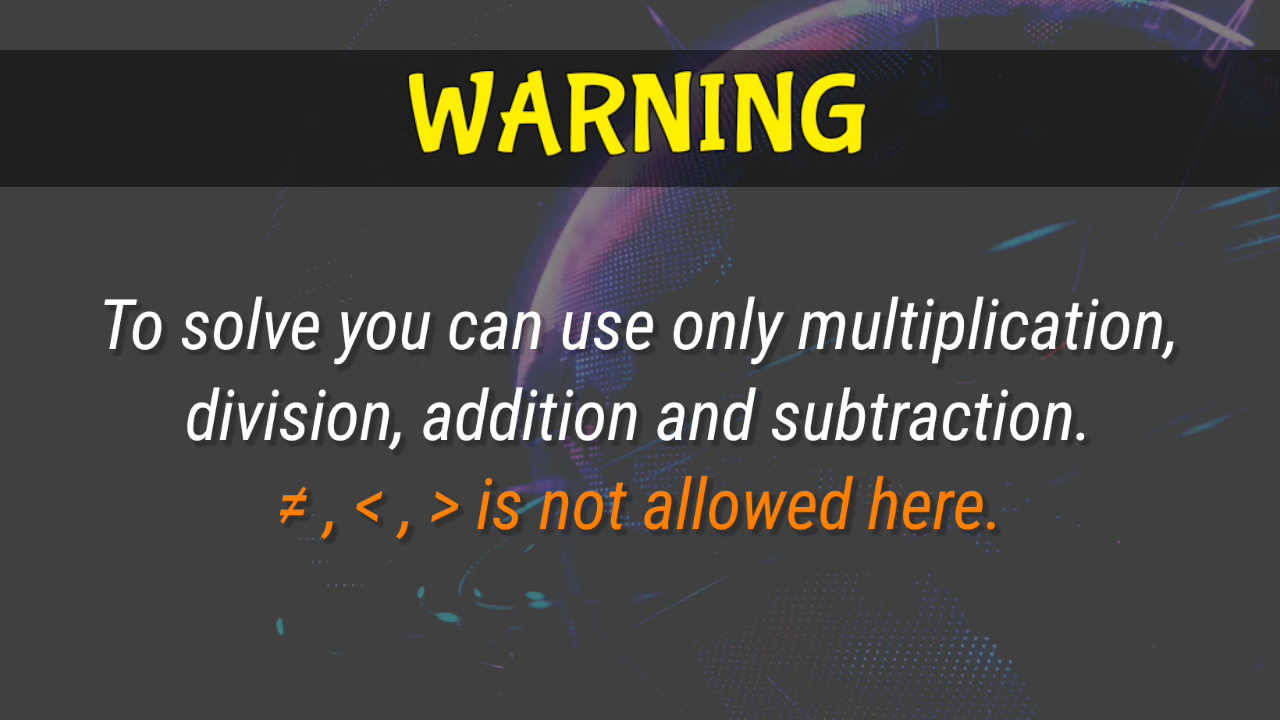 WARNING
To solve you can use only multiplication,
division, addition and subtraction.
≠ , < , > is not allowed here.